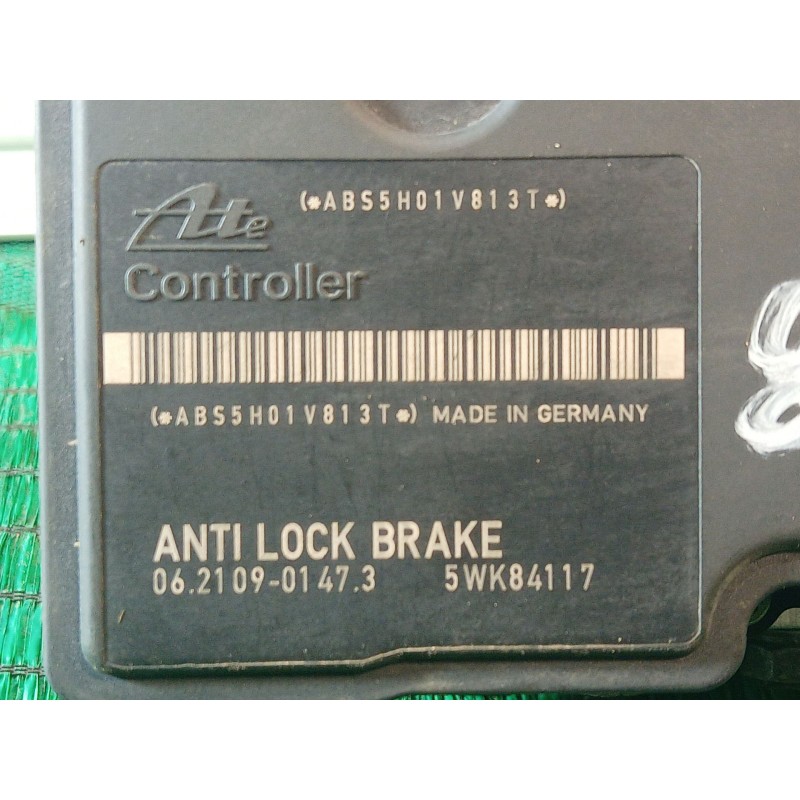 Ate
(*ABS5H01V813T*)
Controller
(*ABS5H01V813T*) MADE IN GERMANY
ANTI LOCK BRAKE
06.2109-0147.3 5WK84117